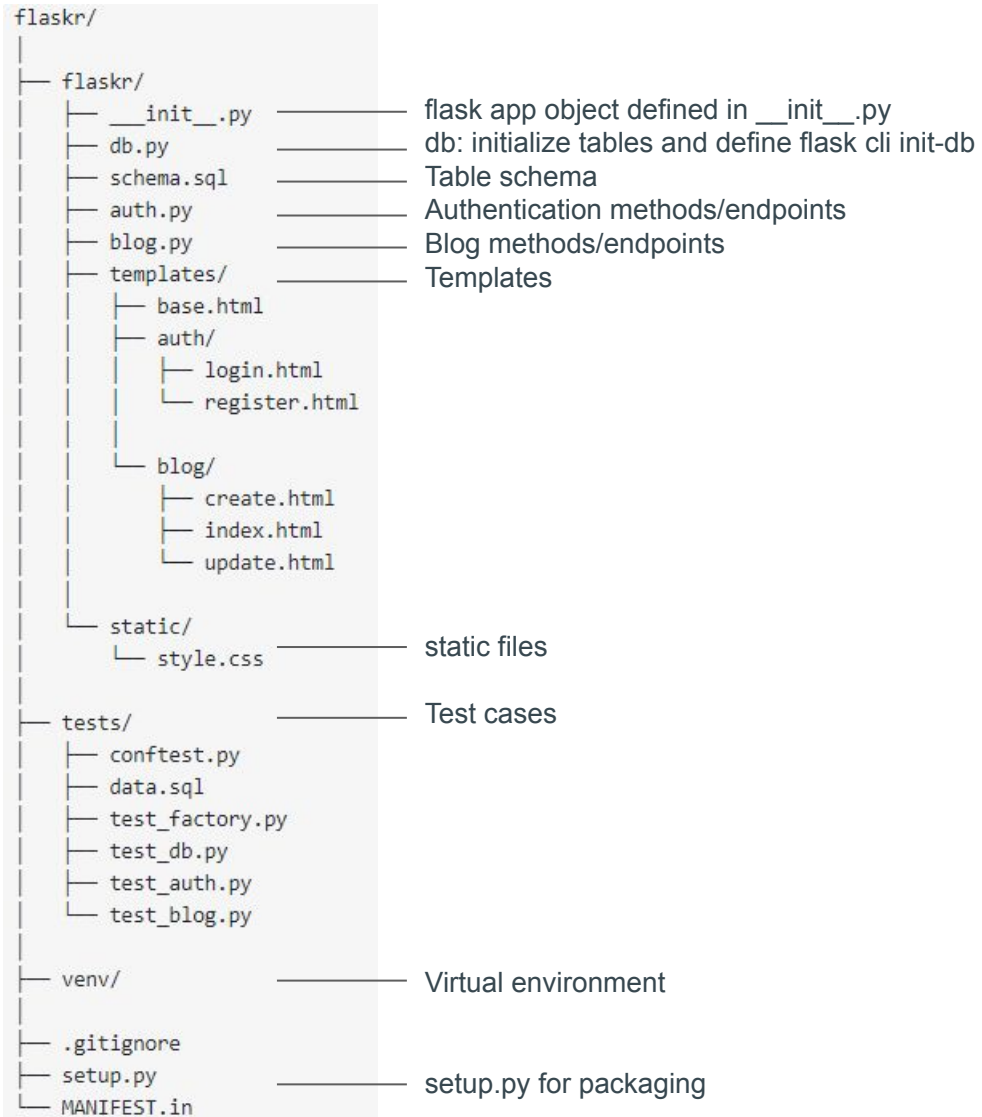 flaskr/
flaskr/
___init__.py flask app object defined in __init__.py
db.py db: initialize tables and define flask cli init-db
schema.sql Table schema
auth.py Authentication methods/endpoints
blog.py Blog methods/endpoints
templates/ Templates
base.html
auth/
login.html
register.html
blog/
create.html
index.html
update.html
static/
style.css static files
tests/ Test cases
conftest.py
data.sql
test_factory.py
test_db.py
test_auth.py
test_blog.py
venv/ Virtual environment
.gitignore
setup.py setup.py for packaging
MANIFEST.in